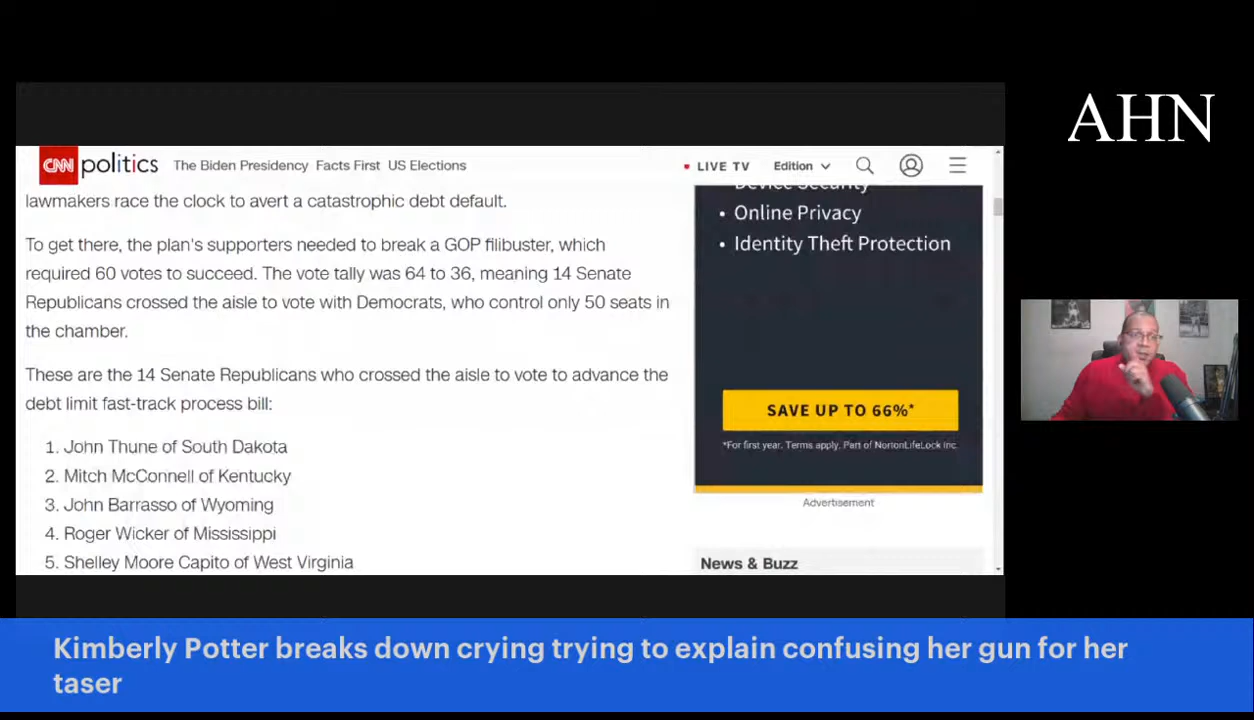 AHN
CNN politics The Biden Presidency Facts First US Elections LIVE TV Edition
lawmakers race the clock to avert a catastrophic debt default.
To get there, the plan's supporters needed to break a GOP filibuster, which
required 60 votes to succeed. The vote tally was 64 to 36, meaning 14 Senate
Republicans crossed the aisle to vote with Democrats, who control only 50 seats in
the chamber.
These are the 14 Senate Republicans who crossed the aisle to vote to advance the
debt limit fast-track process bill:
1. John Thune of South Dakota
2. Mitch McConnell of Kentucky
3. John Barrasso of Wyoming
4. Roger Wicker of Mississippi
5. Shelley Moore Capito of West Virginia
Device Security
• Online Privacy
• Identity Theft Protection
SAVE UP TO 66%*
*For first year. Terms apply. Part of NortonLifeLock Inc.
Advertisement
News & Buzz
Kimberly Potter breaks down crying trying to explain confusing her gun for her
taser